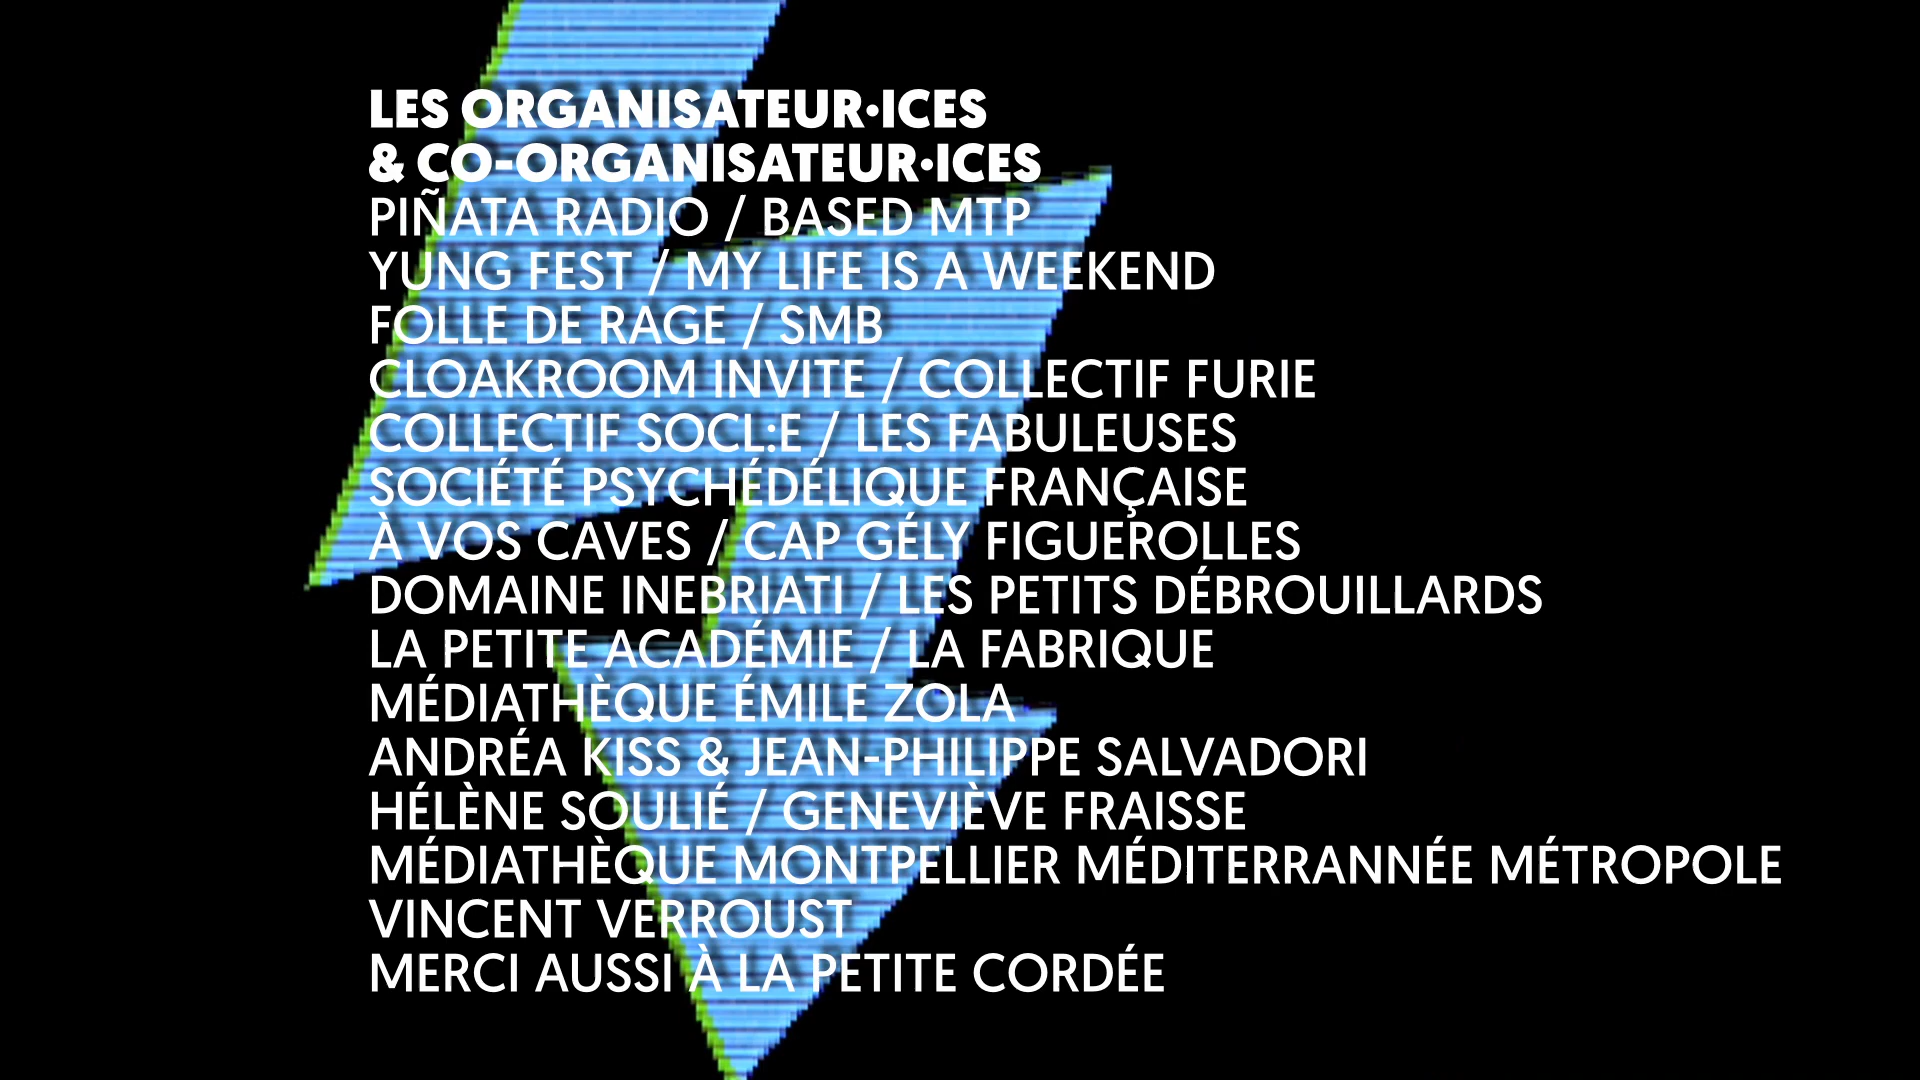 LES ORGANISATEUR·ICES
& CO-ORGANISATEUR·ICES
PIÑATA RADIO / BASED MTP
YUNG FEST / MY LIFE IS A WEEKEND
FOLLE DE RAGE / SMB
CLOAKROOM INVITE / COLLECTIF FURIE
COLLECTIF SOCL:E / LES FABULEUSES
SOCIÉTÉ PSYCHÉDÉLIQUE FRANÇAISE
À VOS CAVES / CAP GÉLY FIGUEROLLES
DOMAINE INEBRIATI / LES PETITS DÉBROUILLARDS
LA PETITE ACADÉMIE / LA FABRIQUE
MÉDIATHÈQUE ÉMILE ZOLA
ANDRÉA KISS & JEAN-PHILIPPE SALVADORI
HÉLÈNE SOULIÉ / GENEVIÈVE FRAISSE
MÉDIATHÈQUE MONTPELLIER MÉDITERRANNÉE MÉTROPOLE
VINCENT VERROUST
MERCI AUSSI À LA PETITE CORDÉE